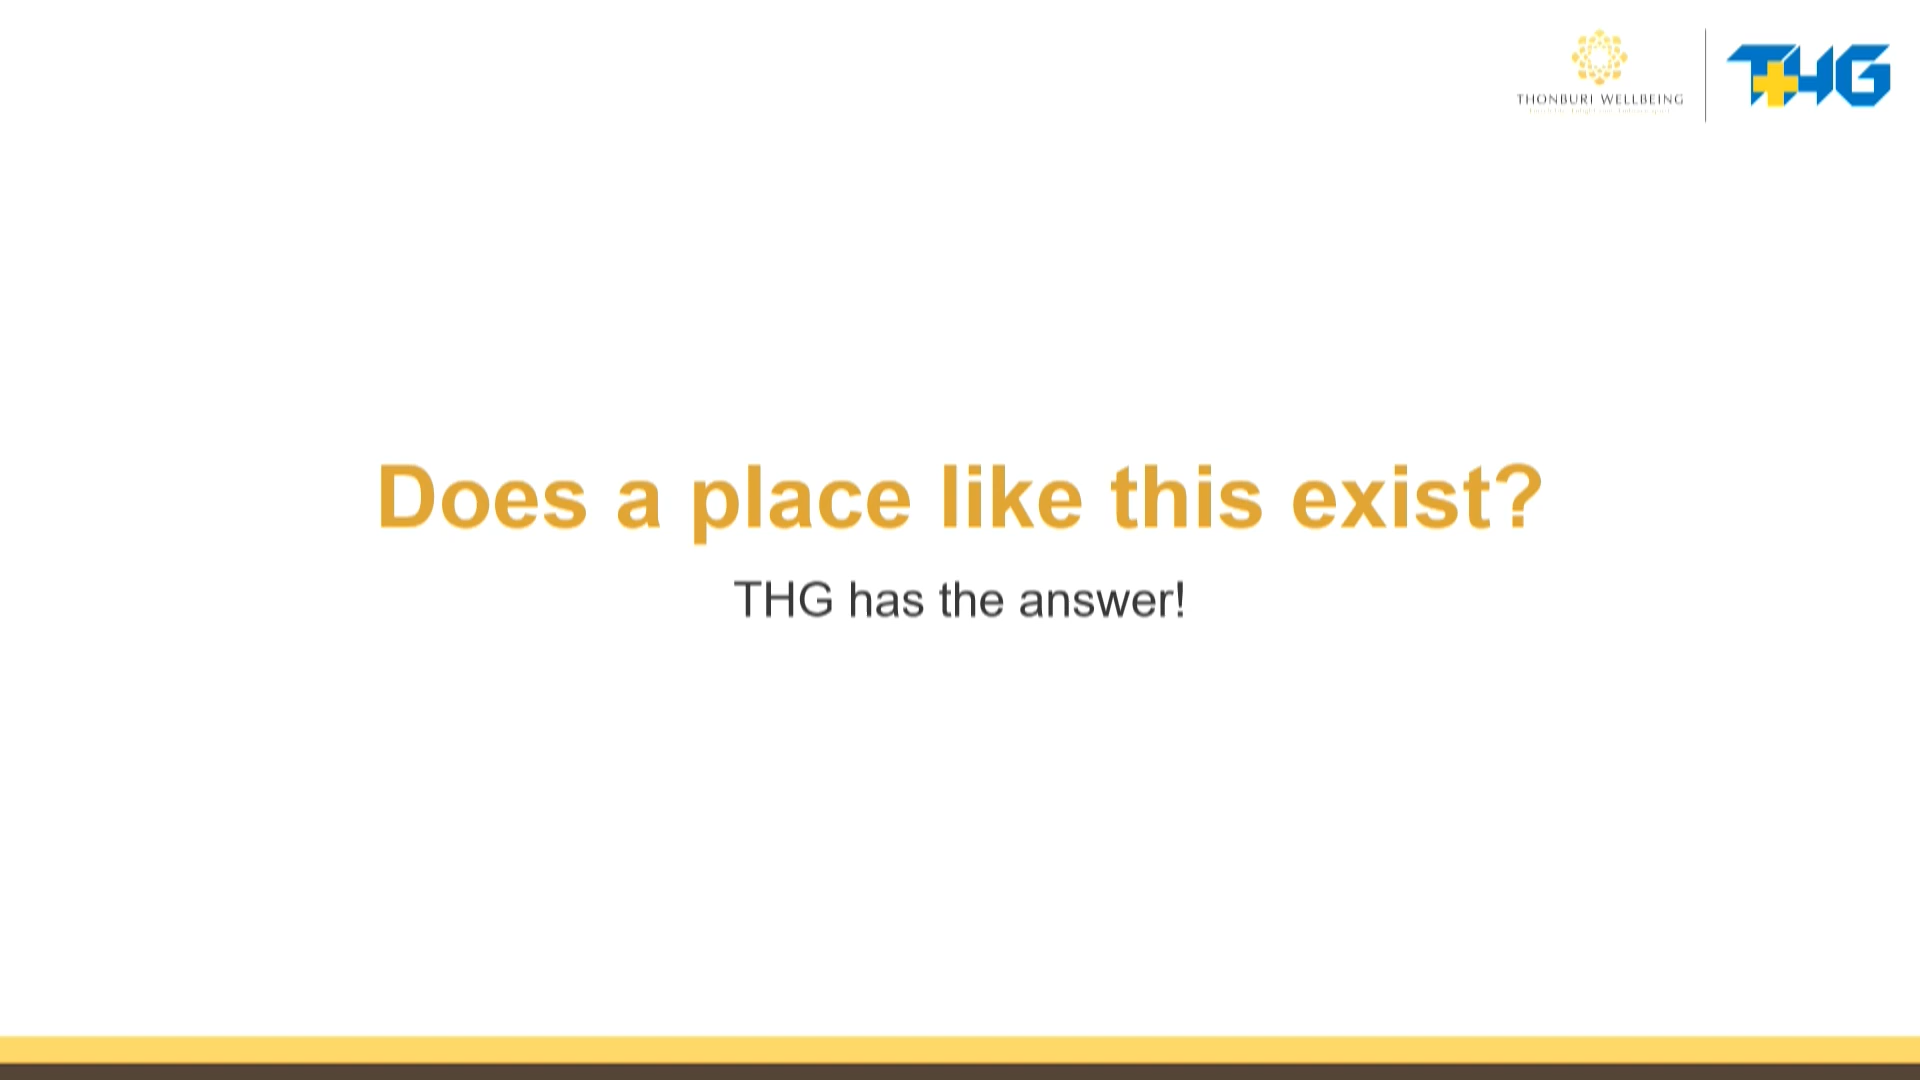 THONBURI WELLBEING
THG
Does a place like this exist?
THG has the answer!